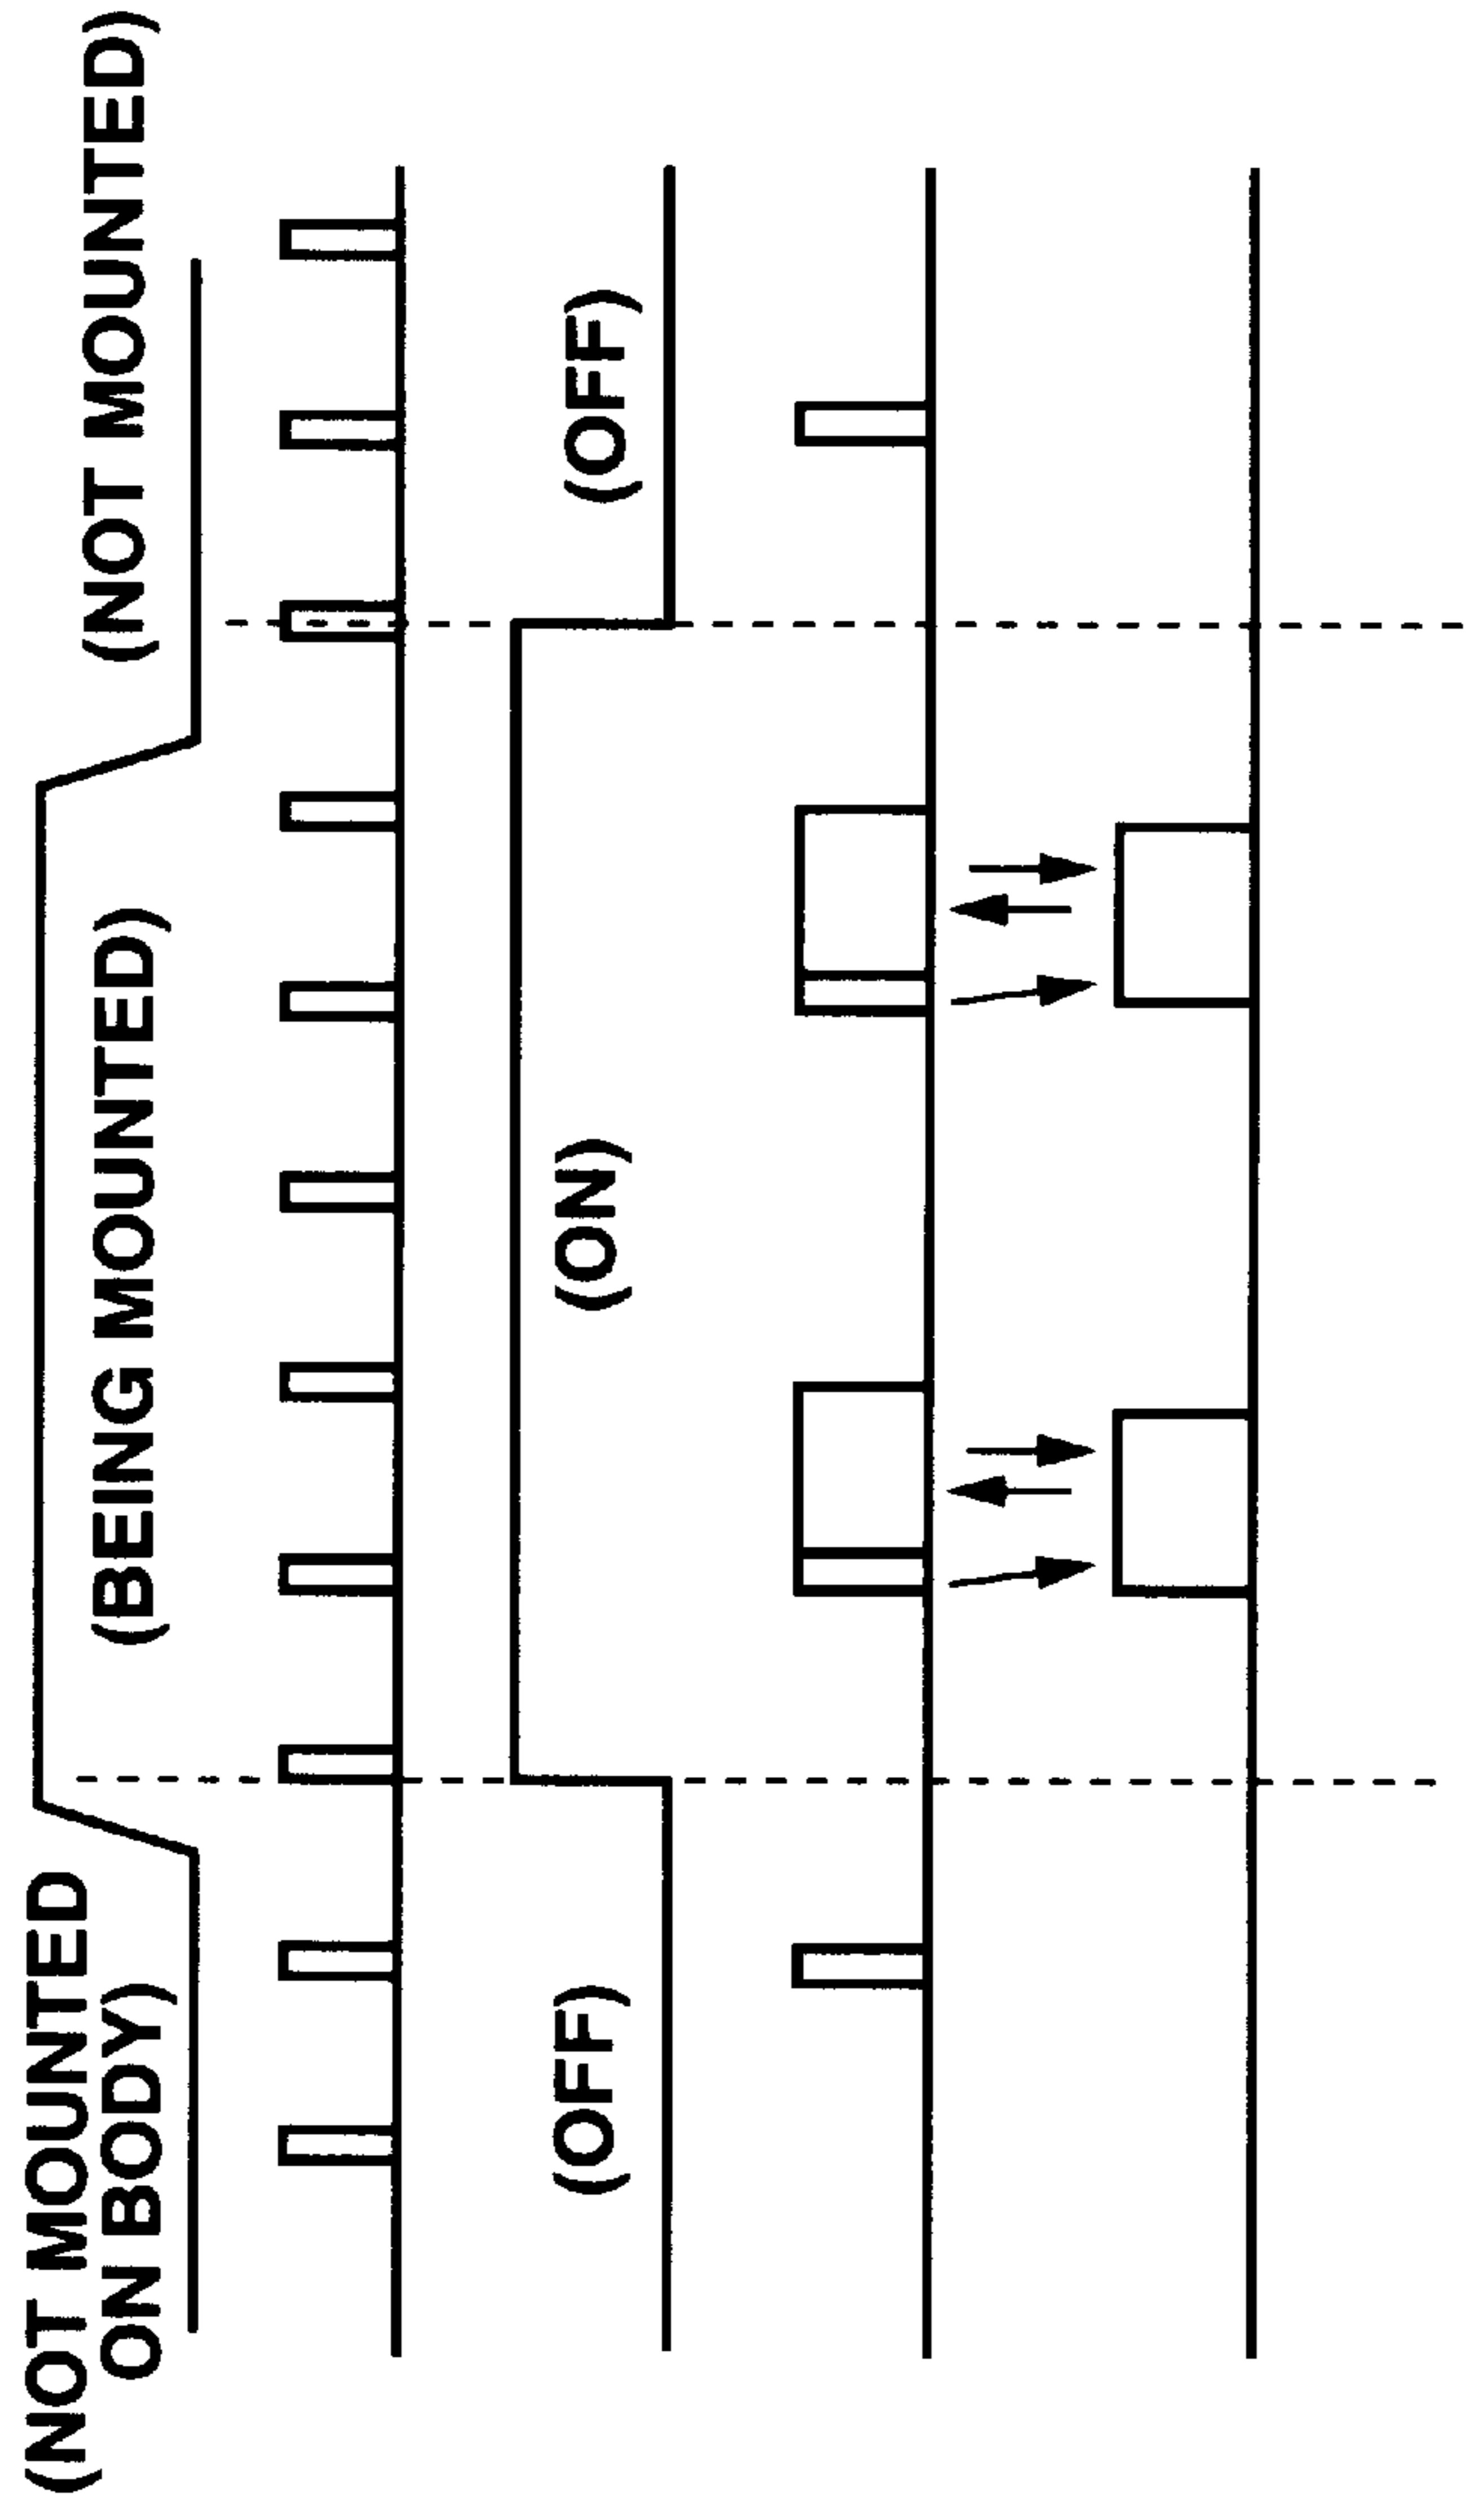 (NOT MOUNTED
ON BODY)
(BEING MOUNTED)
(NOT MOUNTED)
(OFF)
(ON)
(OFF)